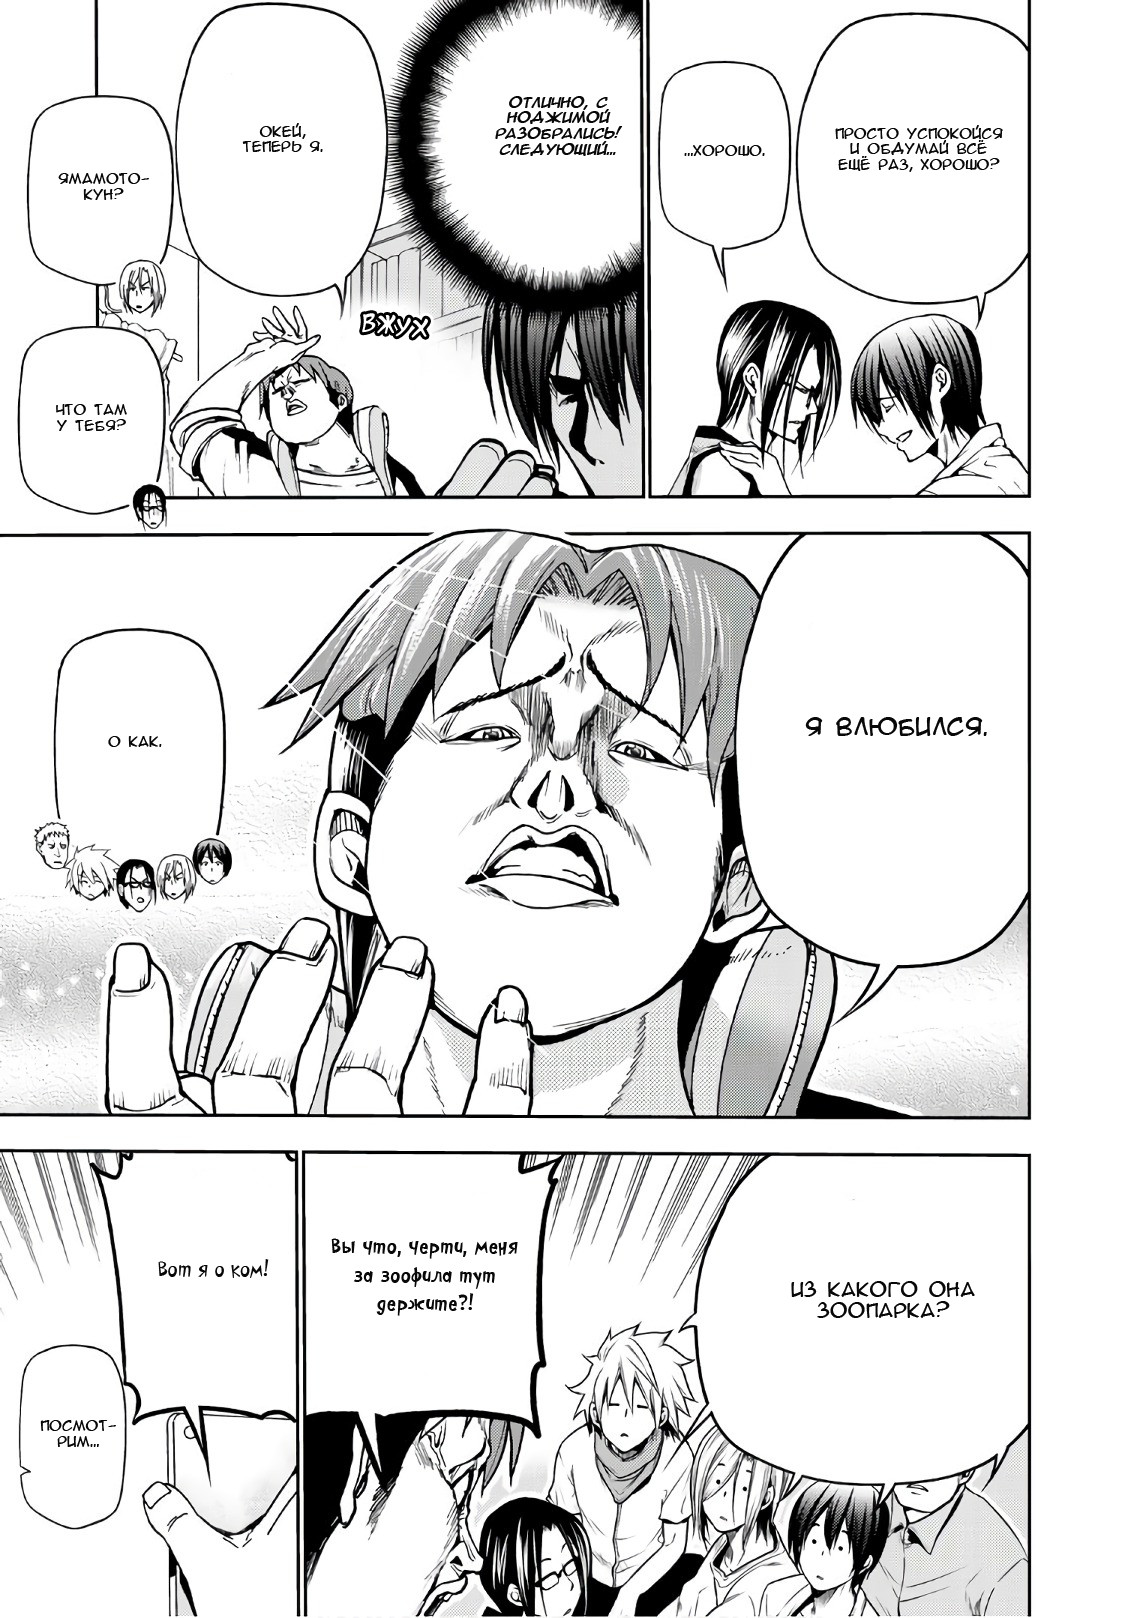 ПРОСТО УСПОКОЙСЯ
И ОБДУМАЙ ВСЁ
ЕЩЁ РАЗ, ХОРОШО?
...ХОРОШО.
ОТЛИЧНО, С
НОДЖИМОЙ
РАЗОБРАЛИСЬ!
СЛЕДУЮЩИЙ...
ОКЕЙ,
ТЕПЕРЬ Я.
ВЖУХ
ЯМАМОТО-
КУН?
ЧТО ТАМ
У ТЕБЯ?
Я ВЛЮБИЛСЯ.
О КАК.
ИЗ КАКОГО ОНА
ЗООПАРКА?
Вы что, черти, меня
за зоофила тут
держите?!
Вот я о ком!
ПОСМОТ-
РИМ...